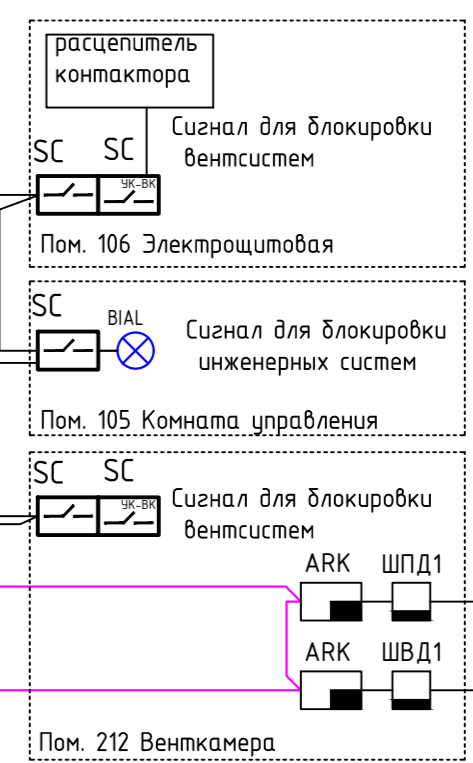 расцепитель
контактора
Сигнал для блокировки
вентсистем
SC SC
УК-ВК
Пом. 106 Электрощитовая
SC
BIAL
Сигнал для блокировки
инженерных систем
Пом. 105 Комната управления
SC SC
УК-ВК
Сигнал для блокировки
вентсистем
ARK ШПД1
ARK ШВД1
Пом. 212 Венткамера